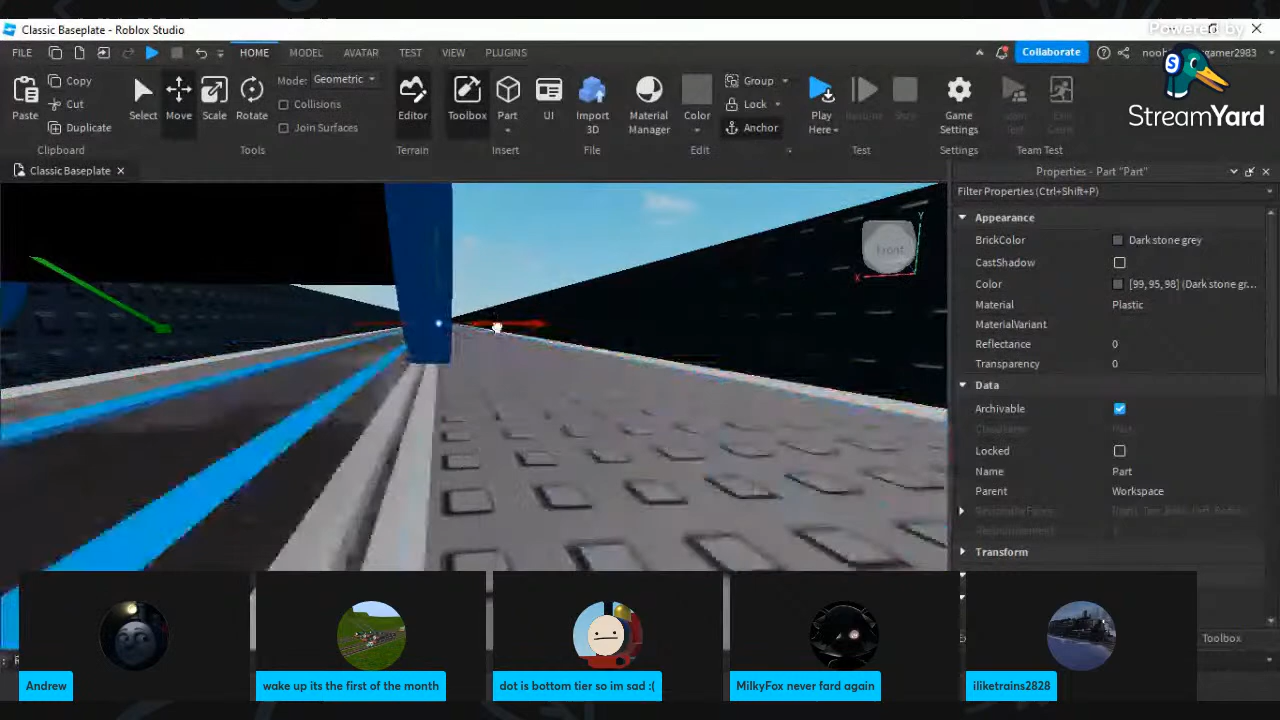 Classic Baseplate - Roblox Studio
Powered by
FILE HOME MODEL AVATAR TEST VIEW PLUGINS Collaborate gamer2983
Copy
Cut
Duplicate
Paste
Clipboard
Select Move Scale Rotate
Mode: Geometric
Collisions
Join Surfaces
Tools
Editor
Terrain
Toolbox Part UI
Insert
Import
3D
File
Material
Manager
Color
Group
Lock
Anchor
Edit
Play
Here
Test
Game
Settings
Settings
Team Test
StreamYard
Classic Baseplate
Properties - Part "Part"
Filter Properties (Ctrl+Shift+P)
Appearance
BrickColor Dark stone grey
CastShadow
Color [99, 95, 98] (Dark stone gr...
Material Plastic
MaterialVariant
Reflectance 0
Transparency 0
Data
Archivable
Locked
Name Part
Parent Workspace
Transform
Front
Y
X
Toolbox
Andrew
wake up its the first of the month
dot is bottom tier so im sad :(
MilkyFox never fard again
iliketrains2828